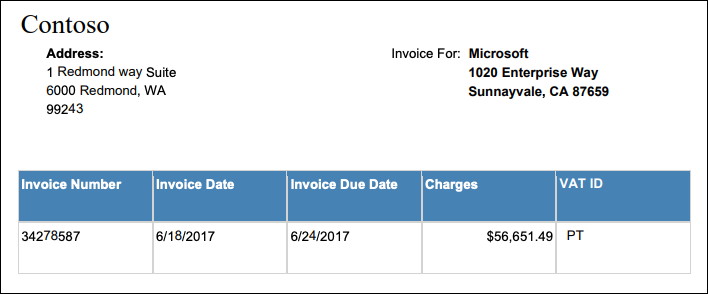 Contoso
Address:
1 Redmond way Suite
6000 Redmond, WA
99243
Invoice For: Microsoft
1020 Enterprise Way
Sunnayvale, CA 87659
Invoice Number Invoice Date Invoice Due Date Charges VAT ID
34278587 6/18/2017 6/24/2017 $56,651.49 PT